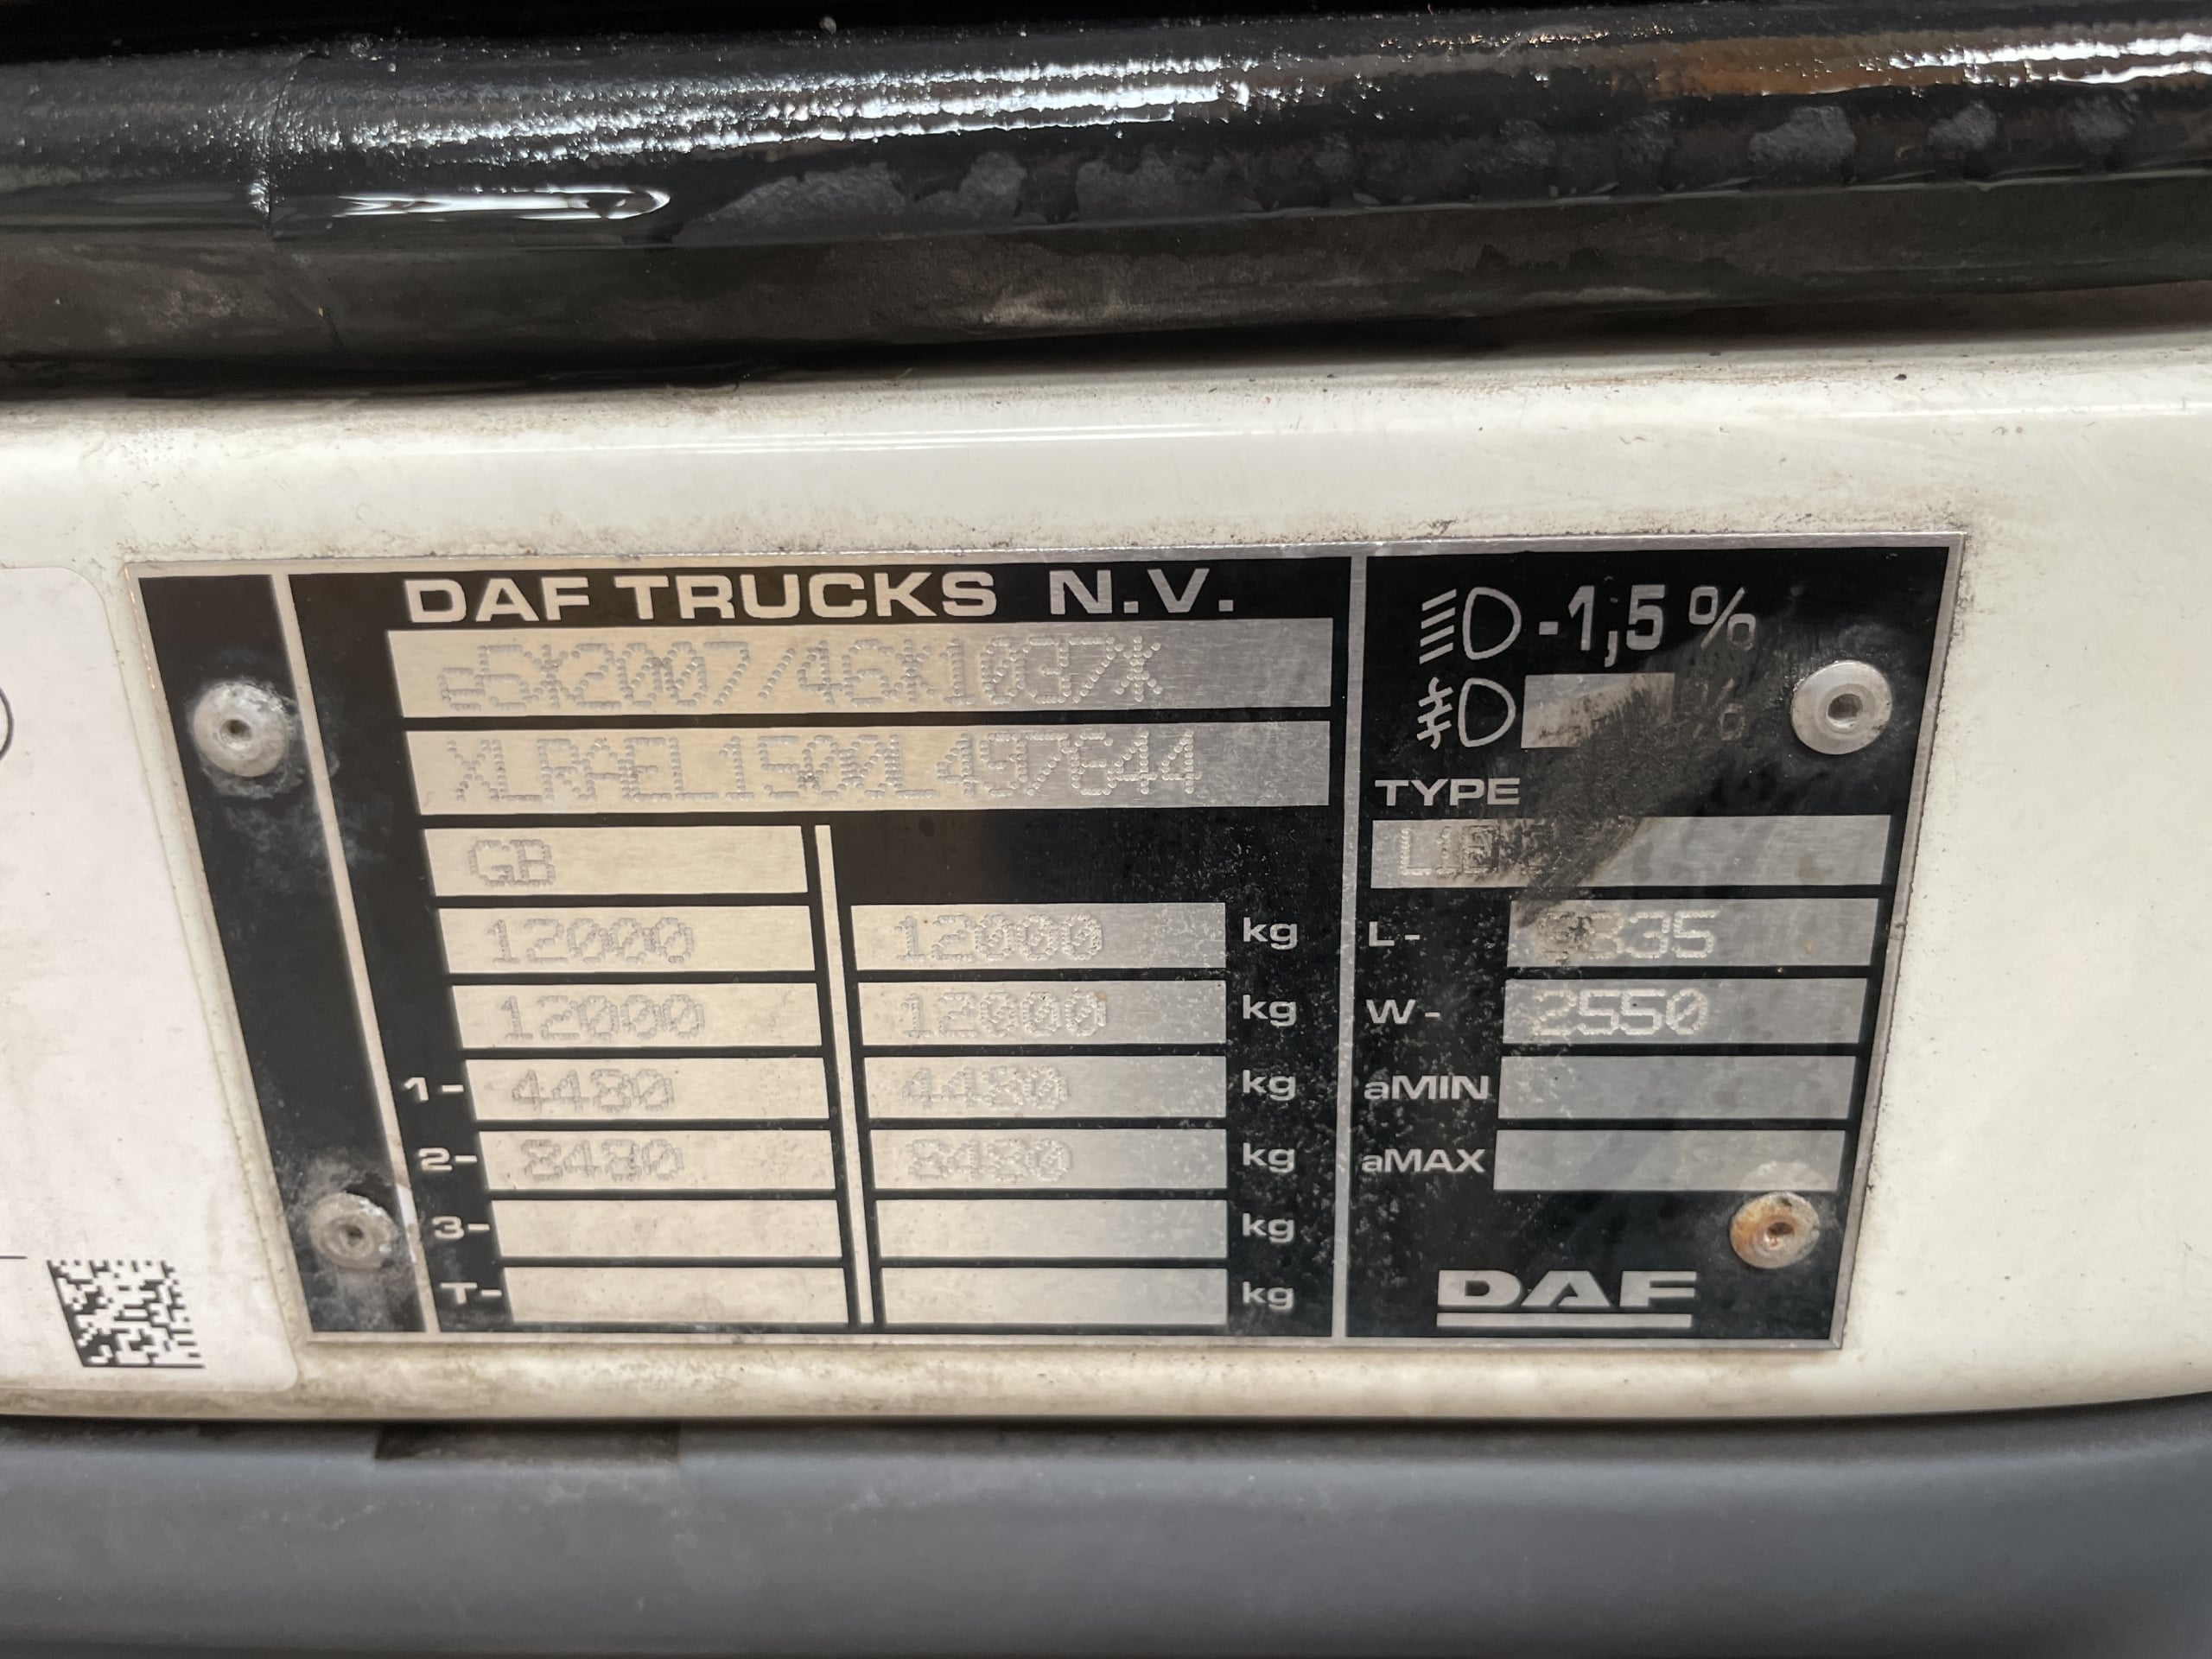 DAF TRUCKS N.V.
e5*2007/46*1037*
XLRAEL1500L497644
GB
12000 12000 kg
12000 12000 kg
1- 4480 4480 kg
2- 8480 8480 kg
3- kg
T- kg
-1,5 %
%
TYPE
L-
W- 2550
aMIN
aMAX
DAF